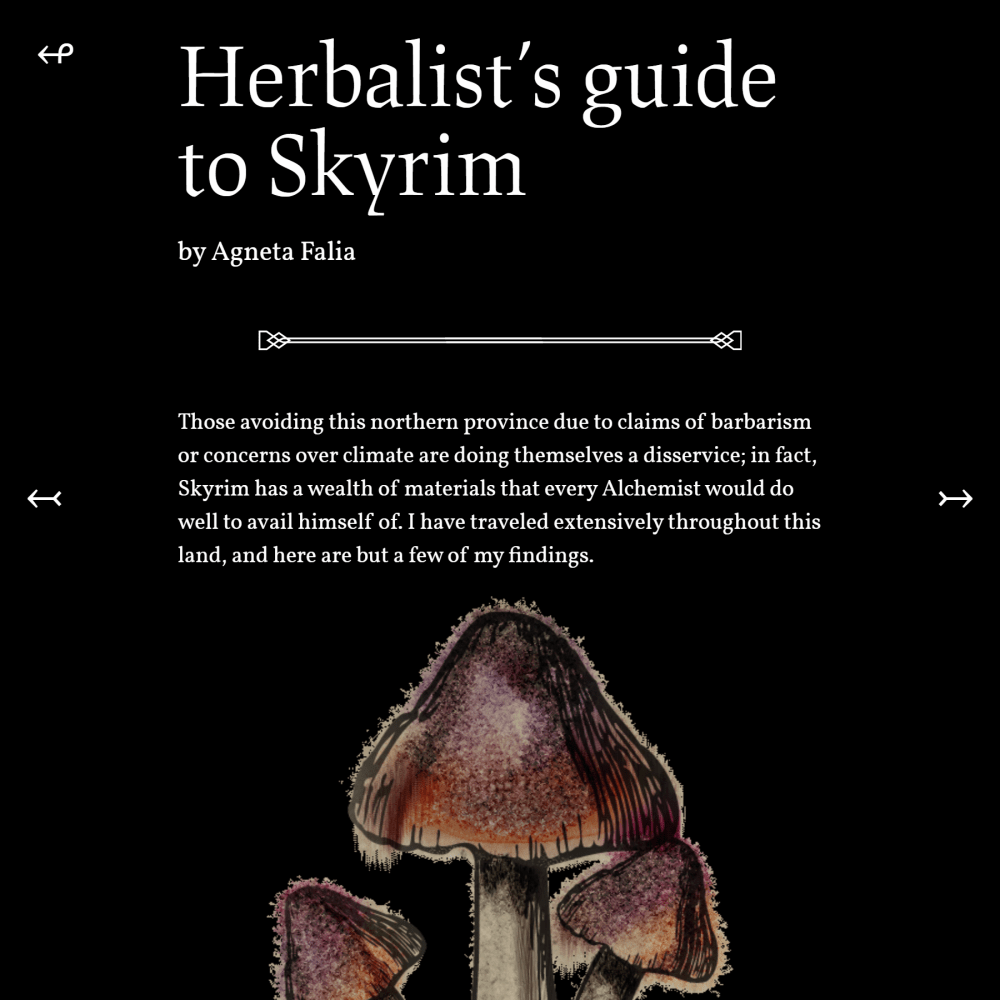 Herbalist’s guide
to Skyrim
by Agneta Falia
Those avoiding this northern province due to claims of barbarism
or concerns over climate are doing themselves a disservice; in fact,
Skyrim has a wealth of materials that every Alchemist would do
well to avail himself of. I have traveled extensively throughout this
land, and here are but a few of my findings.